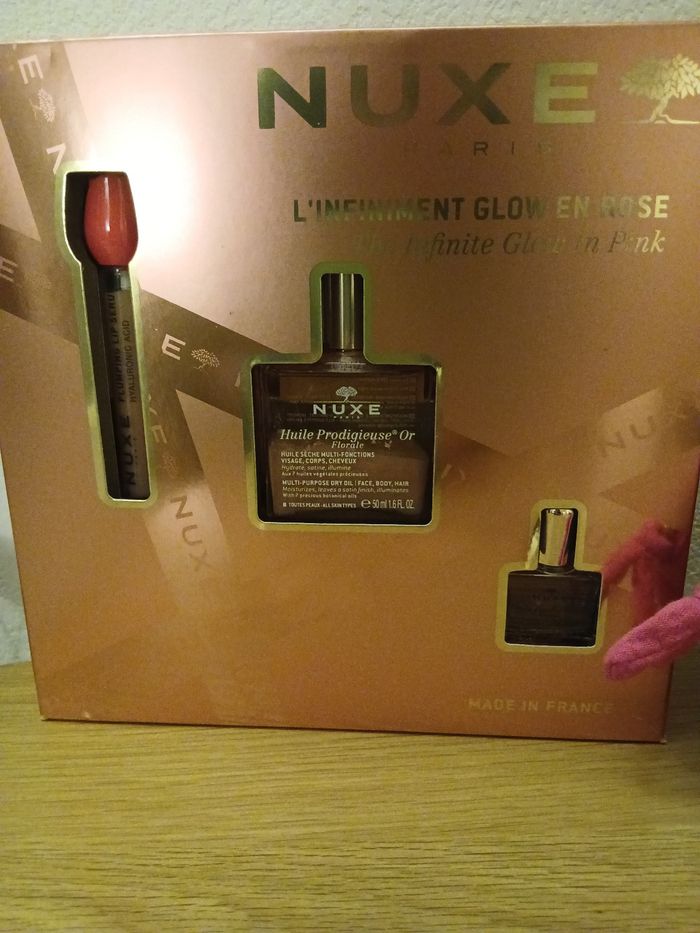 NUXE
PARIS
L'INFINIMENT GLOW EN ROSE
The Infinite Glow in Pink
NUXE PLUMPING LIP SERUM
HYALURONIC ACID
NUXE
PARIS
Huile Prodigieuse® Or
Florale
HUILE SÈCHE MULTI-FONCTIONS
VISAGE, CORPS, CHEVEUX
Hydrate, satine, illumine
Aux 7 huiles végétales précieuses
MULTI-PURPOSE DRY OIL | FACE, BODY, HAIR
Moisturizes, leaves a satin finish, illuminates
With 7 precious botanical oils
TOUTES PEAUX - ALL SKIN TYPES ℮ 50 ml 1.6 FL. OZ.
NUX
MADE IN FRANCE